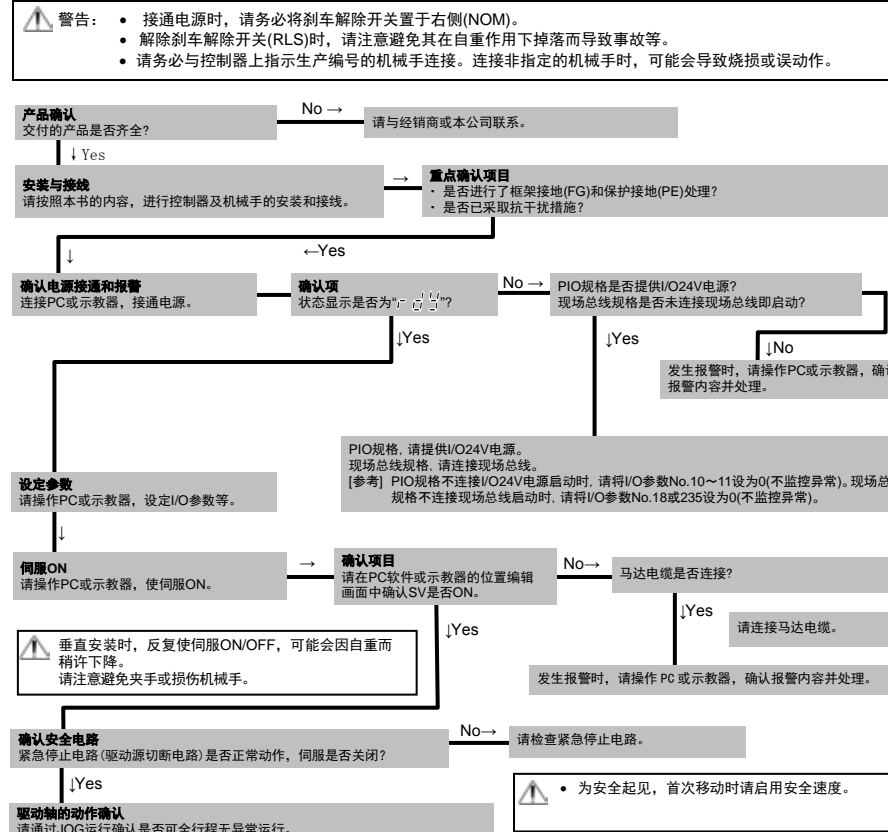 警告： • 接通电源时，请务必将刹车解除开关置于右侧(NOM)。
• 解除刹车解除开关(RLS)时，请注意避免其在自重作用下掉落而导致事故等。
• 请务必与控制器上指示生产编号的机械手连接。连接非指定的机械手时，可能会导致烧损或误动作。
产品确认
交付的产品是否齐全?
No →
请与经销商或本公司联系。
↓Yes
安装与接线
请按照本书的内容，进行控制器及机械手的安装和接线。
→
重点确认项目
・ 是否进行了框架接地(FG)和保护接地(PE)处理?
・ 是否已采取抗干扰措施?
←Yes
↓
确认电源接通和报警
连接PC或示教器，接通电源。
确认项
状态显示是否为“rdy”?
No →
PIO规格是否提供I/O24V电源?
现场总线规格是否未连接现场总线即启动?
↓Yes
↓Yes
↓No
发生报警时，请操作PC或示教器，确认
报警内容并处理。
PIO规格, 请提供I/O24V电源。
现场总线规格, 请连接现场总线。
[参考] PIO规格不连接I/O24V电源启动时, 请将I/O参数No.10～11设为0(不监控异常)。现场总
规格不连接现场总线启动时, 请将I/O参数No.18或235设为0(不监控异常)。
设定参数
请操作PC或示教器，设定I/O参数等。
↓
伺服ON
请操作PC或示教器，使伺服ON。
→
确认项目
请在PC软件或示教器的位置编辑
画面中确认SV是否ON。
No→
马达电缆是否连接?
↓Yes
↓Yes
请连接马达电缆。
垂直安装时，反复使伺服ON/OFF，可能会因自重而
稍许下降。
请注意避免夹手或损伤机械手。
发生报警时，请操作 PC 或示教器，确认报警内容并处理。
确认安全电路
紧急停止电路(驱动源切断电路)是否正常动作，伺服是否关闭?
No→
请检查紧急停止电路。
↓Yes
• 为安全起见，首次移动时请启用安全速度。
驱动轴的动作确认
请通过JOG运行确认是否可全行程无异常运行。